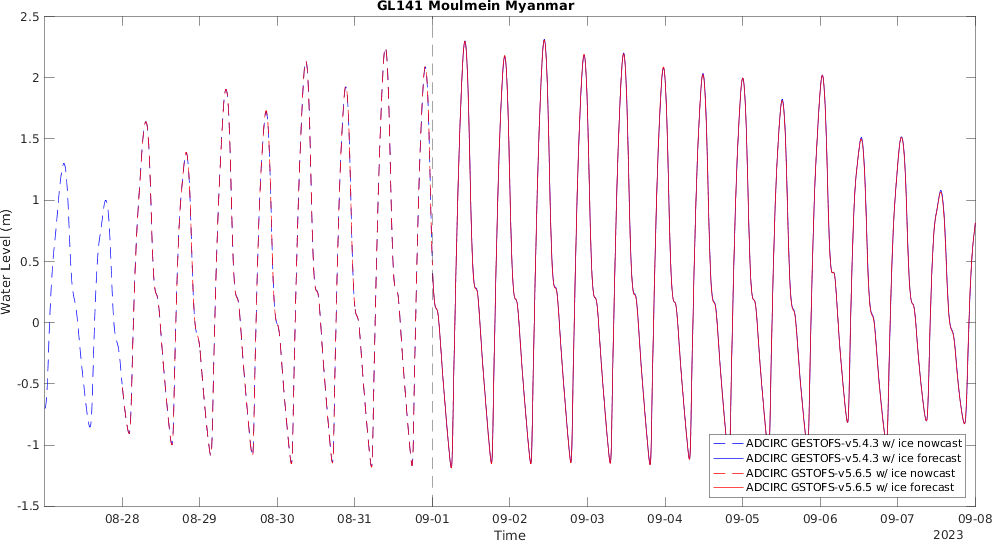 GL141 Moulmein Myanmar
2.5
2
1.5
1
0.5
0
-0.5
-1
-1.5
Water Level (m)
ADCIRC GESTOFS-v5.4.3 w/ ice nowcast
ADCIRC GESTOFS-v5.4.3 w/ ice forecast
ADCIRC GSTOFS-v5.6.5 w/ ice nowcast
ADCIRC GSTOFS-v5.6.5 w/ ice forecast
08-28 08-29 08-30 08-31 09-01 09-02 09-03 09-04 09-05 09-06 09-07 09-08
Time
2023